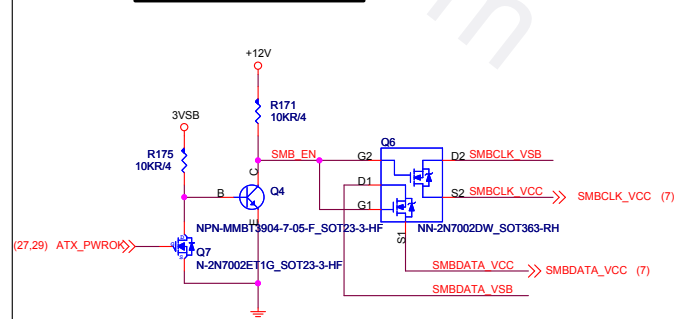 +12V
R171
10KR/4
3VSB
R175
10KR/4
SMB_EN
C
B
E
Q4
NPN-MMBT3904-7-05-F_SOT23-3-HF
(27,29) ATX_PWROK
Q7
N-2N7002ET1G_SOT23-3-HF
Q6
G2
D1
G1
S1
D2 SMBCLK_VSB
S2 SMBCLK_VCC
SMBCLK_VCC (7)
NN-2N7002DW_SOT363-RH
SMBDATA_VCC
SMBDATA_VCC (7)
SMBDATA_VSB